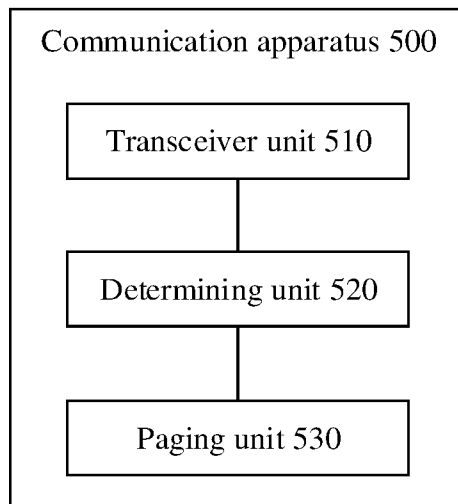 Communication apparatus 500
Transceiver unit 510
Determining unit 520
Paging unit 530